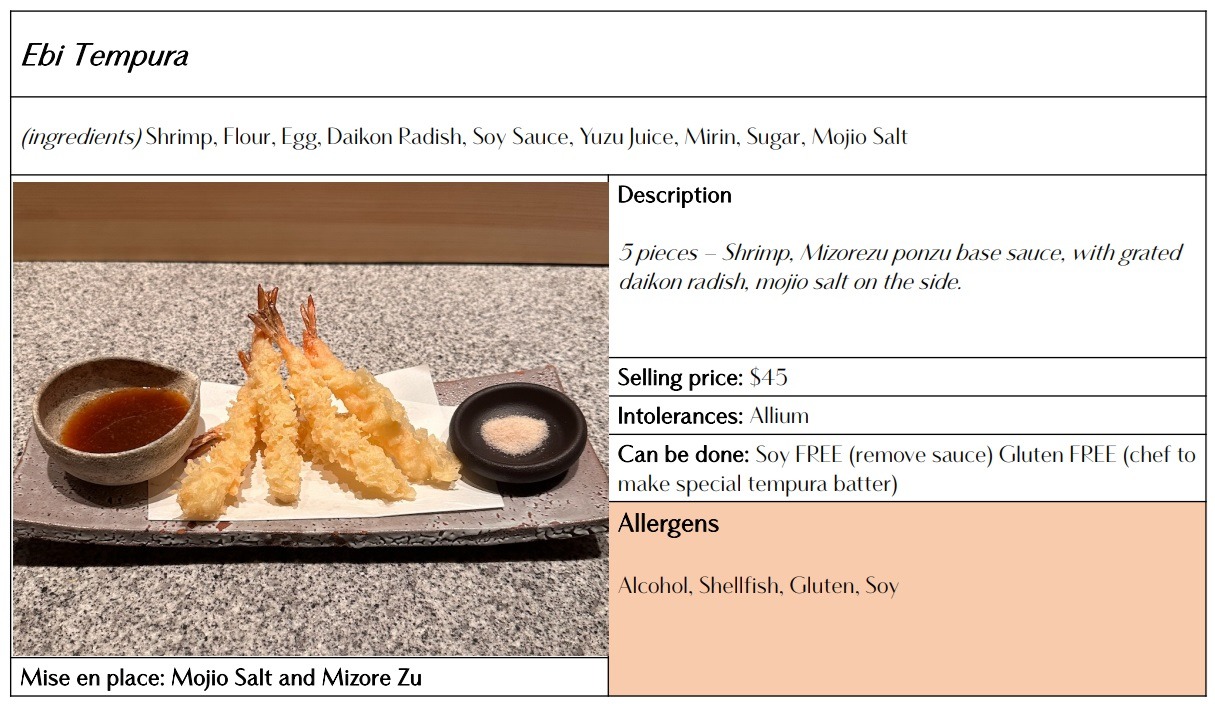 Ebi Tempura
(ingredients) Shrimp, Flour, Egg, Daikon Radish, Soy Sauce, Yuzu Juice, Mirin, Sugar, Mojio Salt
Description
5 pieces – Shrimp, Mizorezu ponzu base sauce, with grated
daikon radish, mojio salt on the side.
Selling price: $45
Intolerances: Allium
Can be done: Soy FREE (remove sauce) Gluten FREE (chef to
make special tempura batter)
Allergens
Alcohol, Shellfish, Gluten, Soy
Mise en place: Mojio Salt and Mizore Zu